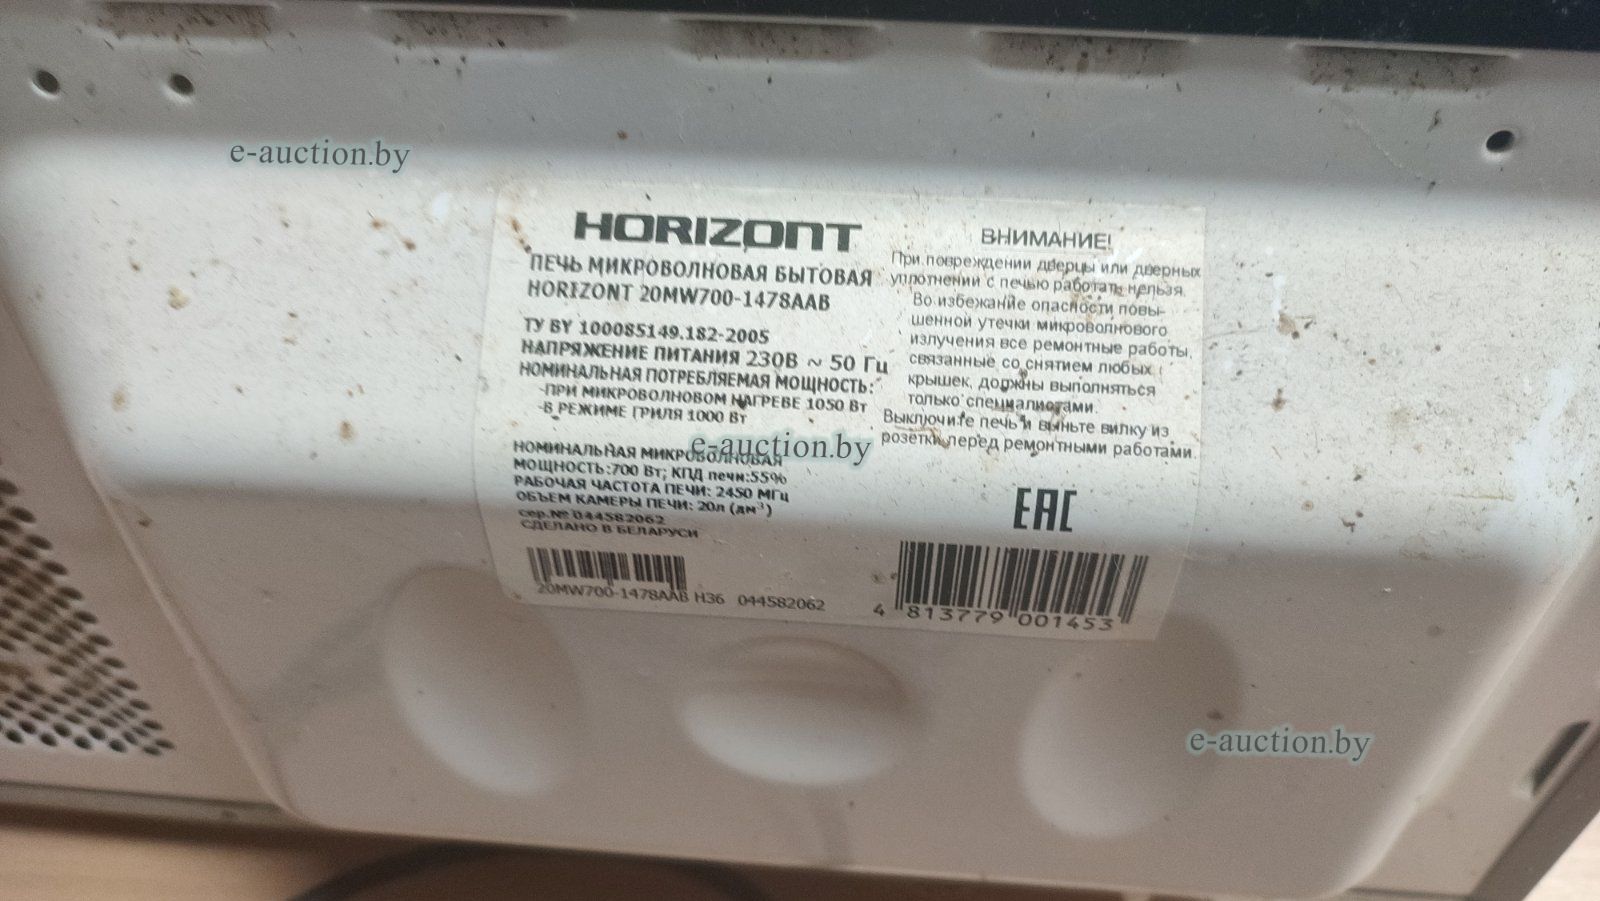 e-auction.by
HORIZONT
ПЕЧЬ МИКРОВОЛНОВАЯ БЫТОВАЯ
HORIZONT 20MW700-1478AAB
ТУ BY 100085149.182-2005
НАПРЯЖЕНИЕ ПИТАНИЯ 230В ~ 50 Гц
НОМИНАЛЬНАЯ ПОТРЕБЛЯЕМАЯ МОЩНОСТЬ:
-ПРИ МИКРОВОЛНОВОМ НАГРЕВЕ 1050 Вт
-В РЕЖИМЕ ГРИЛЯ 1000 Вт
e-auction.by
НОМИНАЛЬНАЯ МИКРОВОЛНОВАЯ
МОЩНОСТЬ:700 Вт; КПД печи:55%
РАБОЧАЯ ЧАСТОТА ПЕЧИ: 2450 МГц
ОБЪЕМ КАМЕРЫ ПЕЧИ: 20л (дм³)
сер.№ 044582062
СДЕЛАНО В БЕЛАРУСИ
20MW700-1478AAB H36 044582062
ВНИМАНИЕ!
При повреждении дверцы или дверных
уплотнений с печью работать нельзя.
Во избежание опасности повы-
шенной утечки микроволнового
излучения все ремонтные работы,
связанные со снятием любых
крышек, должны выполняться
только специалистами.
Выключите печь и выньте вилку из
розетки перед ремонтными работами.
EAC
4 813779 001453
e-auction.by